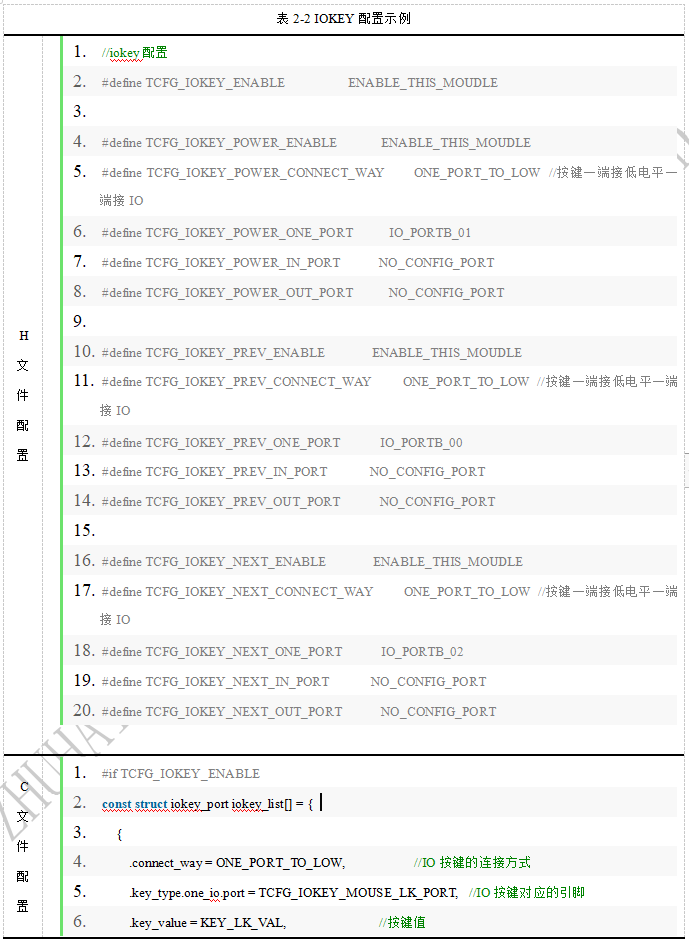 表 2-2 IOKEY 配置示例
H
文
件
配
置
1. //iokey 配置
2. #define TCFG_IOKEY_ENABLE ENABLE_THIS_MOUDLE
3.
4. #define TCFG_IOKEY_POWER_ENABLE ENABLE_THIS_MOUDLE
5. #define TCFG_IOKEY_POWER_CONNECT_WAY ONE_PORT_TO_LOW //按键一端接低电平一
端接 IO
6. #define TCFG_IOKEY_POWER_ONE_PORT IO_PORTB_01
7. #define TCFG_IOKEY_POWER_IN_PORT NO_CONFIG_PORT
8. #define TCFG_IOKEY_POWER_OUT_PORT NO_CONFIG_PORT
9.
10. #define TCFG_IOKEY_PREV_ENABLE ENABLE_THIS_MOUDLE
11. #define TCFG_IOKEY_PREV_CONNECT_WAY ONE_PORT_TO_LOW //按键一端接低电平一端
接 IO
12. #define TCFG_IOKEY_PREV_ONE_PORT IO_PORTB_00
13. #define TCFG_IOKEY_PREV_IN_PORT NO_CONFIG_PORT
14. #define TCFG_IOKEY_PREV_OUT_PORT NO_CONFIG_PORT
15.
16. #define TCFG_IOKEY_NEXT_ENABLE ENABLE_THIS_MOUDLE
17. #define TCFG_IOKEY_NEXT_CONNECT_WAY ONE_PORT_TO_LOW //按键一端接低电平一端
接 IO
18. #define TCFG_IOKEY_NEXT_ONE_PORT IO_PORTB_02
19. #define TCFG_IOKEY_NEXT_IN_PORT NO_CONFIG_PORT
20. #define TCFG_IOKEY_NEXT_OUT_PORT NO_CONFIG_PORT
C
文
件
配
置
1. #if TCFG_IOKEY_ENABLE
2. const struct iokey_port iokey_list[] = {
3. {
4. .connect_way = ONE_PORT_TO_LOW, //IO 按键的连接方式
5. .key_type.one_io.port = TCFG_IOKEY_MOUSE_LK_PORT, //IO 按键对应的引脚
6. .key_value = KEY_LK_VAL, //按键值